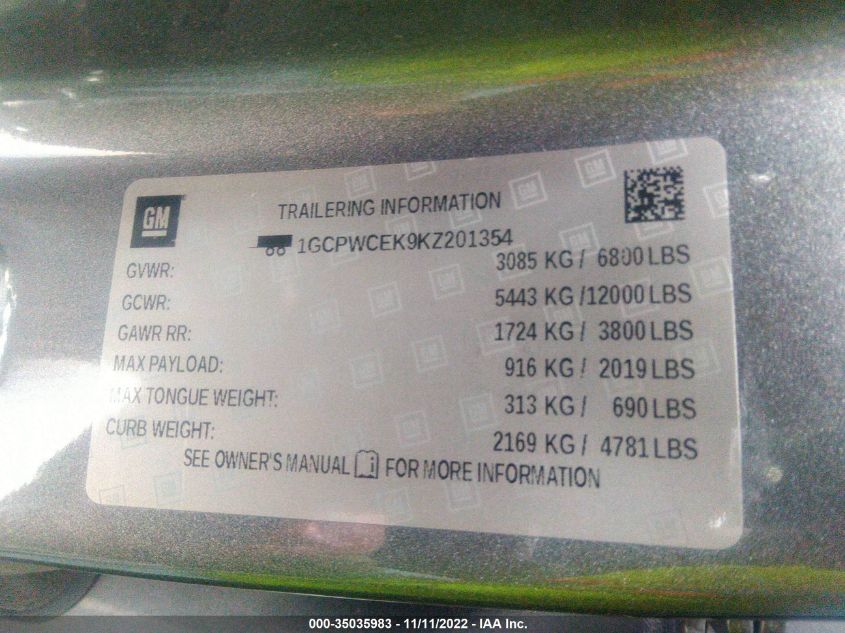 GM
TRAILERING INFORMATION
1GCPWCEK9KZ201354
GVWR: 3085 KG / 6800 LBS
GCWR: 5443 KG /12000 LBS
GAWR RR: 1724 KG / 3800 LBS
MAX PAYLOAD: 916 KG / 2019 LBS
MAX TONGUE WEIGHT: 313 KG / 690 LBS
CURB WEIGHT: 2169 KG / 4781 LBS
SEE OWNER'S MANUAL FOR MORE INFORMATION
000-35035983 - 11/11/2022 - IAA Inc.